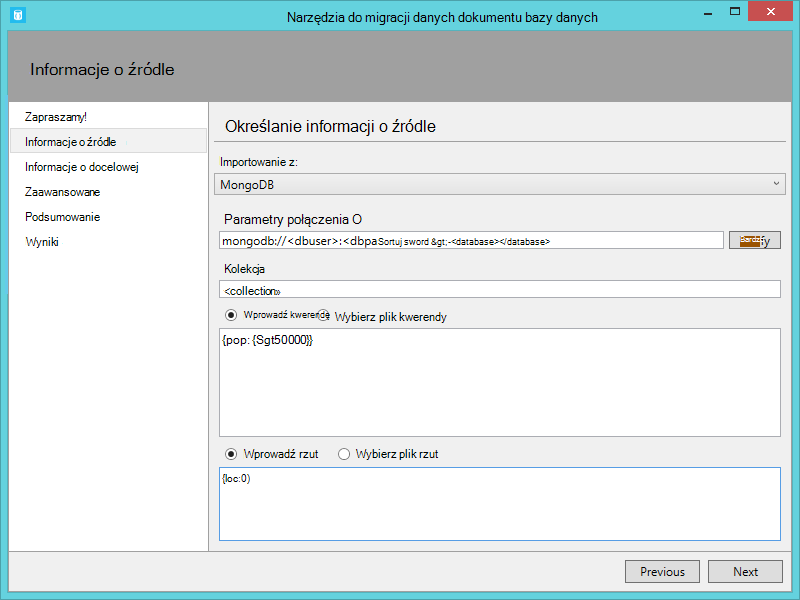 Narzędzia do migracji danych dokumentu bazy danych
Informacje o źródle
Zapraszamy!
Informacje o źródle
Informacje o docelowej
Zaawansowane
Podsumowanie
Wyniki
Określanie informacji o źródle
Importowanie z:
MongoDB
Parametry połączenia O
mongodb://<dbuser>:<dbpaSortuj sword &gt;-<database></database>
fy
Kolekcja
<collection»
Wprowadź kwerendę Wybierz plik kwerendy
{pop: {Sgt50000}}
Wprowadź rzut Wybierz plik rzut
{loc:0)
Previous Next